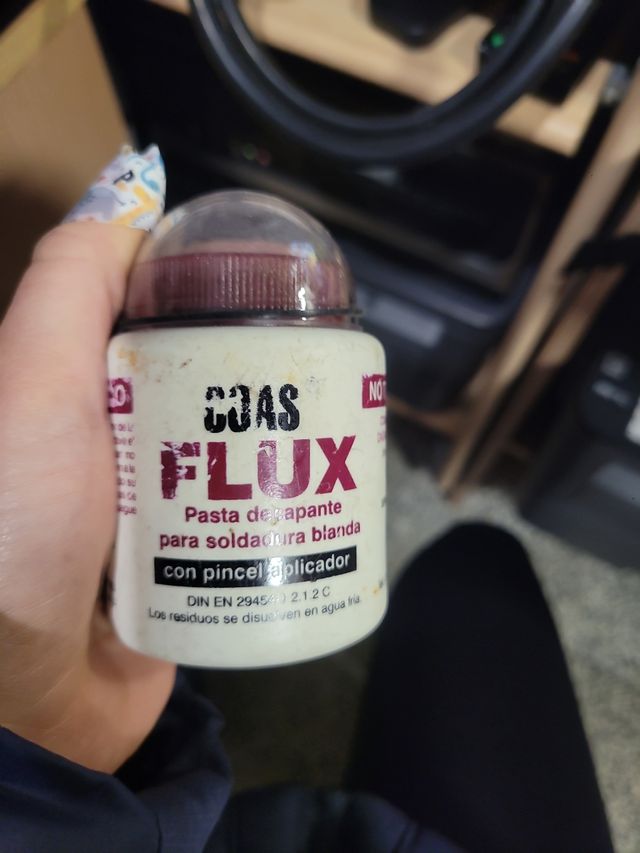 COAS
FLUX
Pasta decapante
para soldadura blanda
con pincel aplicador
DIN EN 29454 2.1.2 C
Los residuos se disuelven en agua fría.